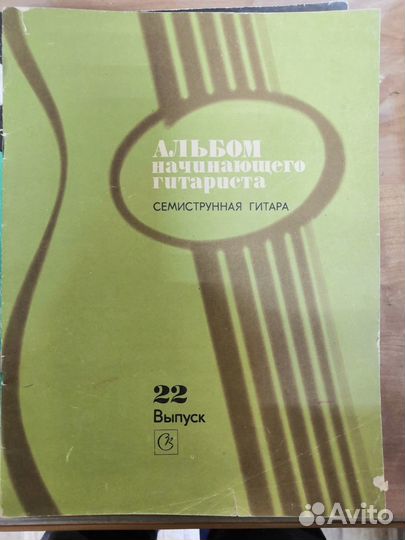 АЛЬБОМ
начинающего
гитариста
СЕМИСТРУННАЯ ГИТАРА
22
Выпуск
Avito